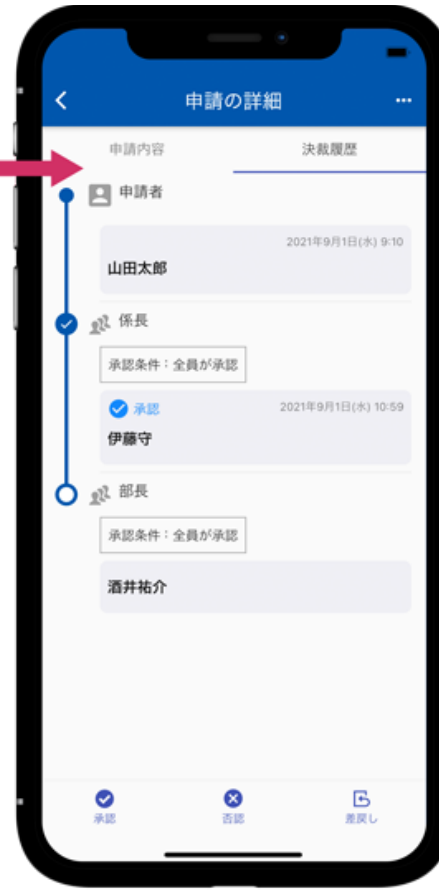 申請の詳細
申請内容
決裁履歴
申請者
2021年9月1日(水) 9:10
山田太郎
係長
承認条件：全員が承認
承認
2021年9月1日(水) 10:59
伊藤守
部長
承認条件：全員が承認
酒井祐介
承認
否認
差戻し